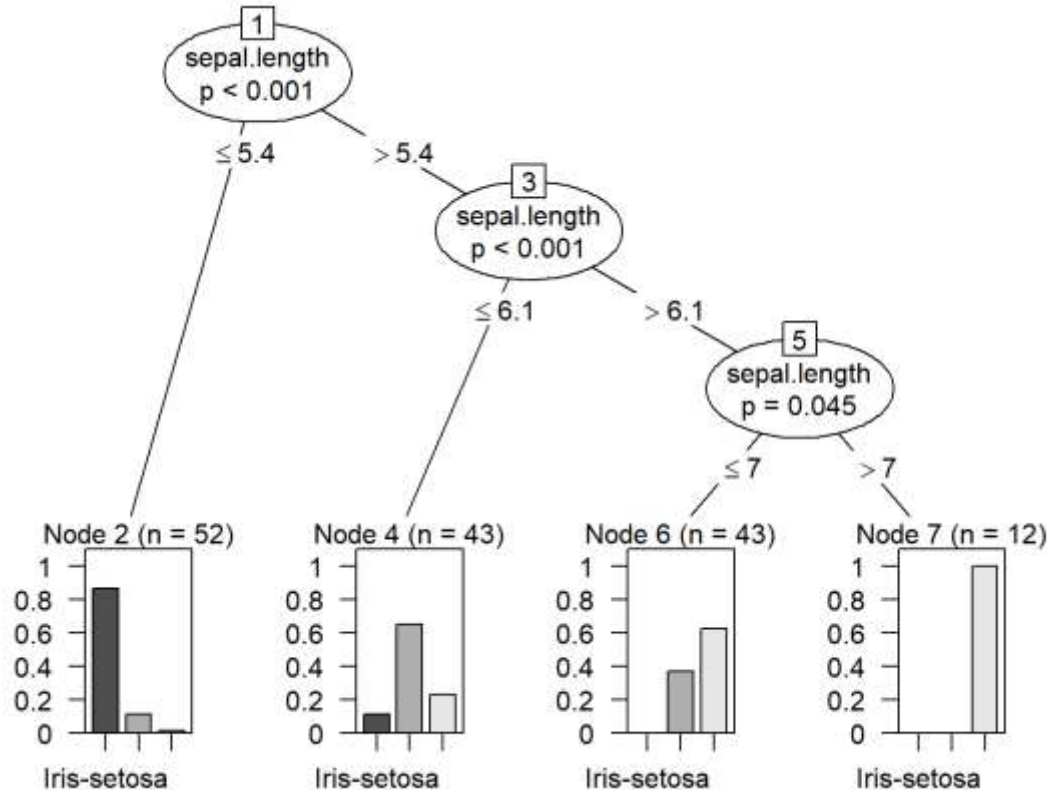 1
sepal.length
p < 0.001
≤ 5.4
> 5.4
3
sepal.length
p < 0.001
≤ 6.1
> 6.1
5
sepal.length
p = 0.045
≤ 7
> 7
Node 2 (n = 52)
1
0.8
0.6
0.4
0.2
0
Iris-setosa
Node 4 (n = 43)
1
0.8
0.6
0.4
0.2
0
Iris-setosa
Node 6 (n = 43)
1
0.8
0.6
0.4
0.2
0
Iris-setosa
Node 7 (n = 12)
1
0.8
0.6
0.4
0.2
0
Iris-setosa